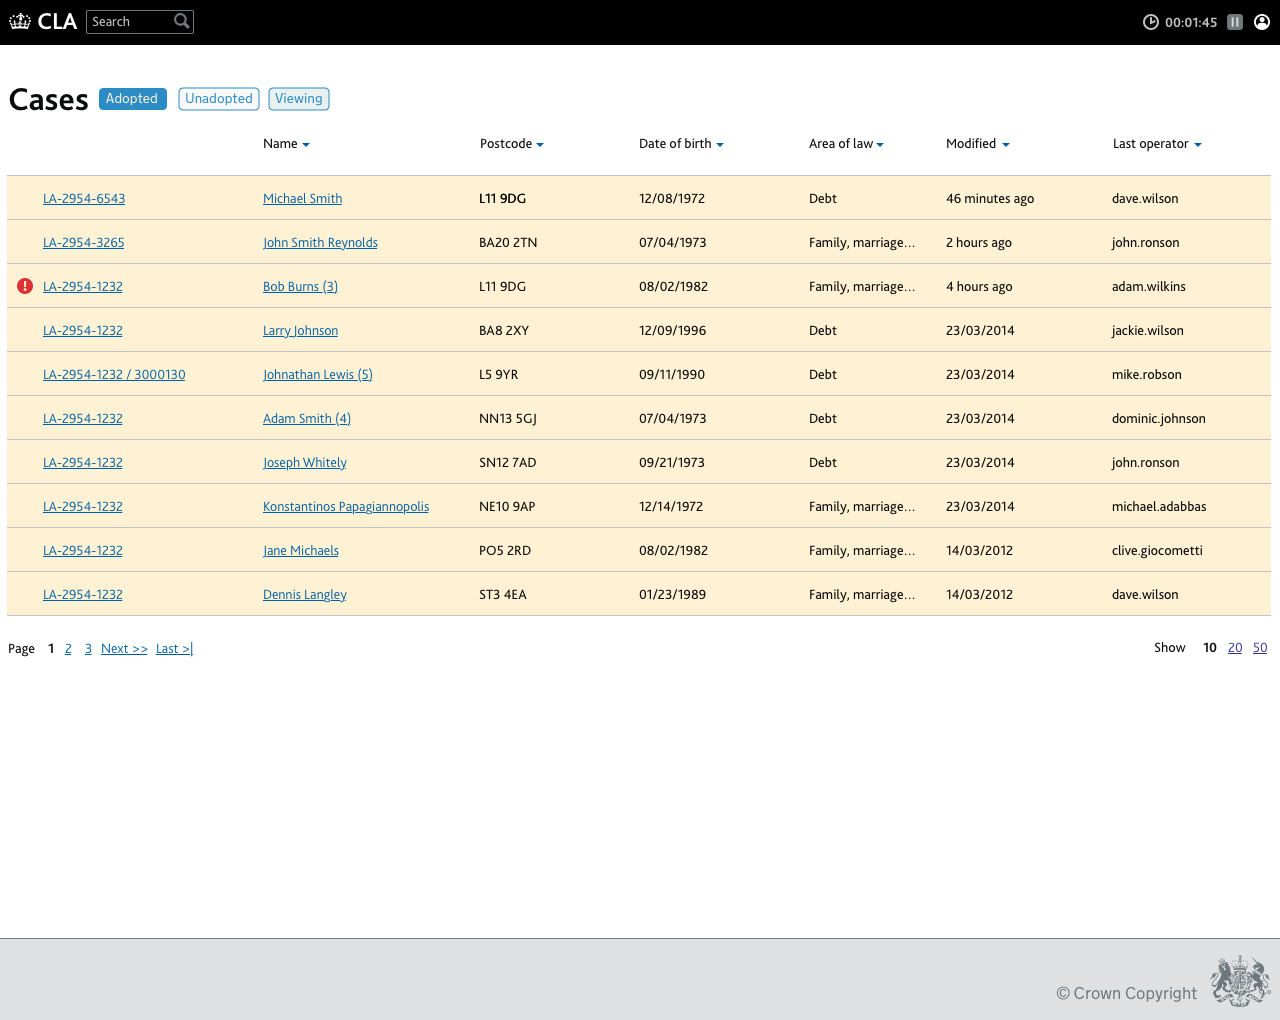 CLA Search 00:01:45
Cases Adopted Unadopted Viewing
Name Postcode Date of birth Area of law Modified Last operator
LA-2954-6543 Michael Smith L11 9DG 12/08/1972 Debt 46 minutes ago dave.wilson
LA-2954-3265 John Smith Reynolds BA20 2TN 07/04/1973 Family, marriage... 2 hours ago john.ronson
LA-2954-1232 Bob Burns (3) L11 9DG 08/02/1982 Family, marriage... 4 hours ago adam.wilkins
LA-2954-1232 Larry Johnson BA8 2XY 12/09/1996 Debt 23/03/2014 jackie.wilson
LA-2954-1232 / 3000130 Johnathan Lewis (5) L5 9YR 09/11/1990 Debt 23/03/2014 mike.robson
LA-2954-1232 Adam Smith (4) NN13 5GJ 07/04/1973 Debt 23/03/2014 dominic.johnson
LA-2954-1232 Joseph Whitely SN12 7AD 09/21/1973 Debt 23/03/2014 john.ronson
LA-2954-1232 Konstantinos Papagiannopolis NE10 9AP 12/14/1972 Family, marriage... 23/03/2014 michael.adabbas
LA-2954-1232 Jane Michaels PO5 2RD 08/02/1982 Family, marriage... 14/03/2012 clive.giocometti
LA-2954-1232 Dennis Langley ST3 4EA 01/23/1989 Family, marriage... 14/03/2012 dave.wilson
Page 1 2 3 Next >> Last >| Show 10 20 50
© Crown Copyright